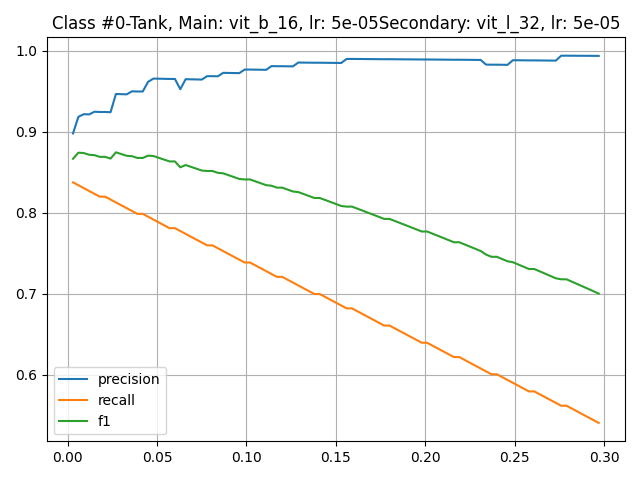 Class #0-Tank, Main: vit_b_16, lr: 5e-05Secondary: vit_l_32, lr: 5e-05
1.0
0.9
0.8
0.7
0.6
precision
recall
f1
0.00 0.05 0.10 0.15 0.20 0.25 0.30